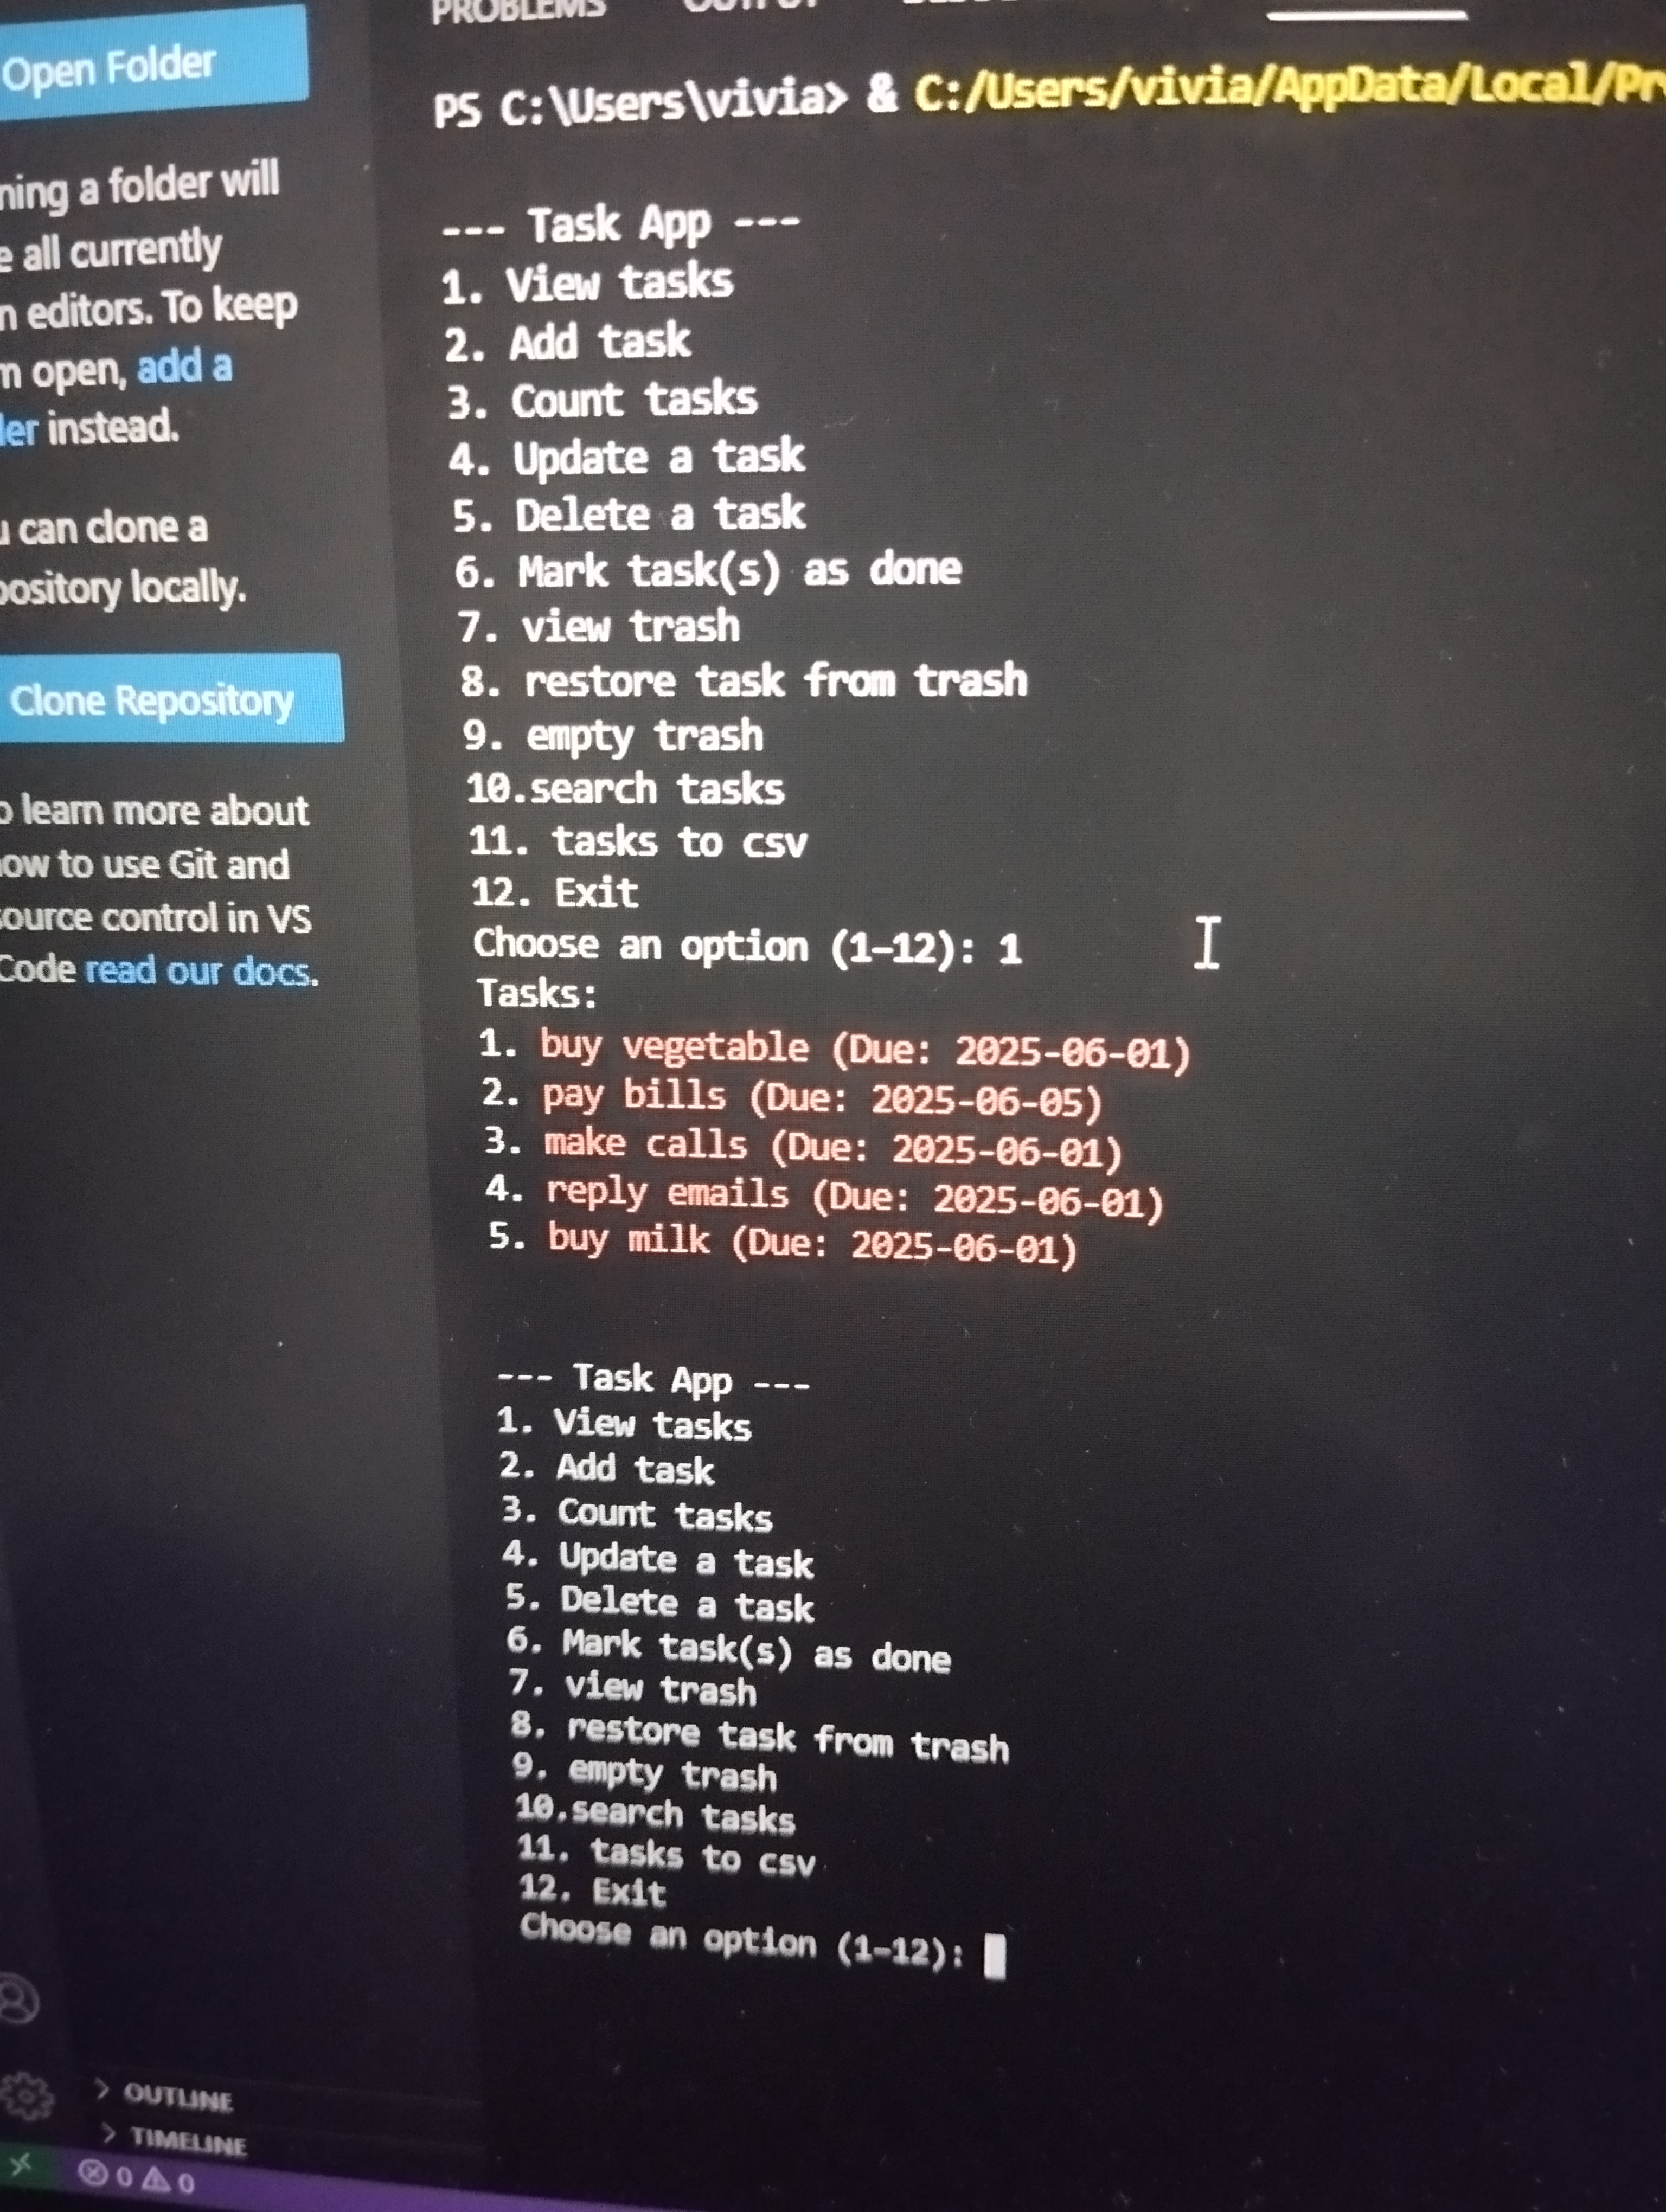 PROBLEMS
Open Folder
PS C:\Users\vivia> & C:/Users/vivia/AppData/Local/Pr
a folder will
all currently
editors. To keep
open, add a
instead.
can clone a
locally.
Clone Repository
learn more about
to use Git and
control in VS
Code read our docs.
--- Task App ---
1. View tasks
2. Add task
3. Count tasks
4. Update a task
5. Delete a task
6. Mark task(s) as done
7. view trash
8. restore task from trash
9. empty trash
10.search tasks
11. tasks to csv
12. Exit
Choose an option (1-12): 1
Tasks:
1. buy vegetable (Due: 2025-06-01)
2. pay bills (Due: 2025-06-05)
3. make calls (Due: 2025-06-01)
4. reply emails (Due: 2025-06-01)
5. buy milk (Due: 2025-06-01)
--- Task App ---
1. View tasks
2. Add task
3. Count tasks
4. Update a task
5. Delete a task
6. Mark task(s) as done
7. view trash
8. restore task from trash
9. empty trash
10.search tasks
11. tasks to csv
12. Exit
Choose an option (1-12):
OUTLINE
TIMELINE
0 0